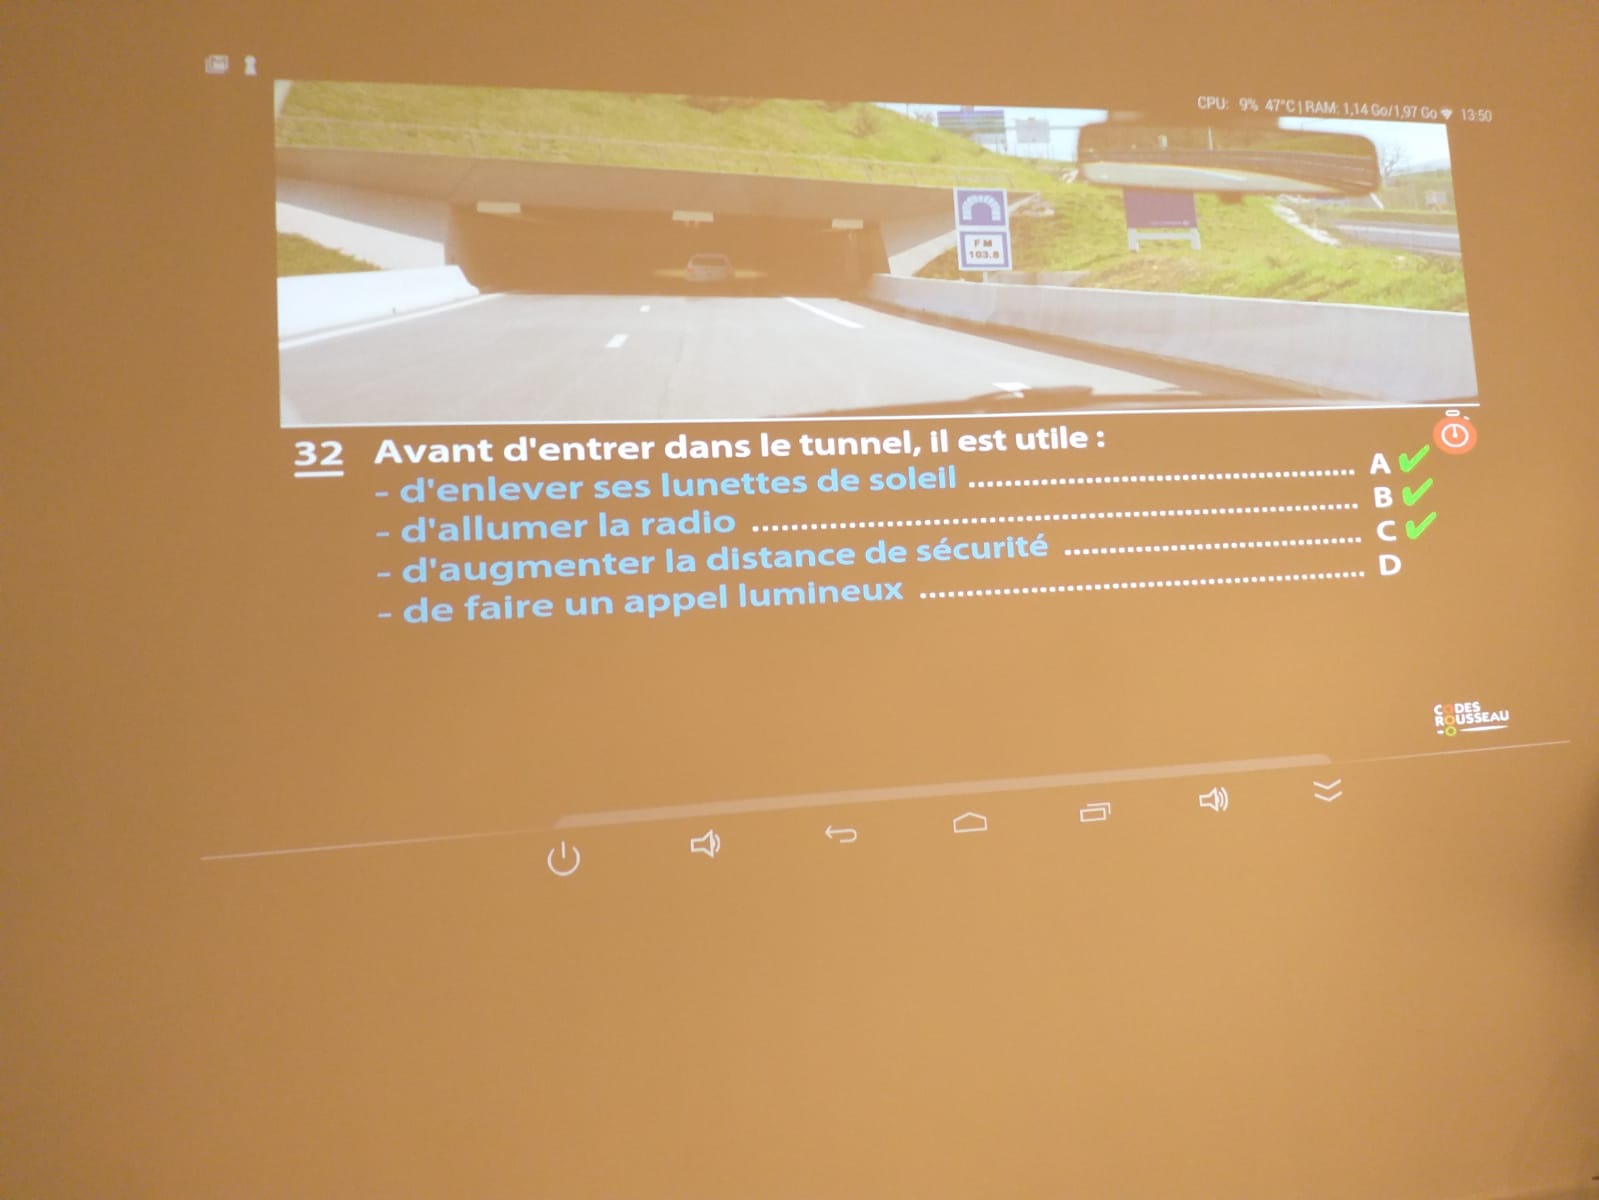 CPU: 9% 47°C | RAM: 1,14 Go/1,97 Go 13:50
FM
103.8
32 Avant d'entrer dans le tunnel, il est utile :
- d'enlever ses lunettes de soleil ........ A
- d'allumer la radio ........ B
- d'augmenter la distance de sécurité ........ C
- de faire un appel lumineux ........ D
CODES
ROUSSEAU